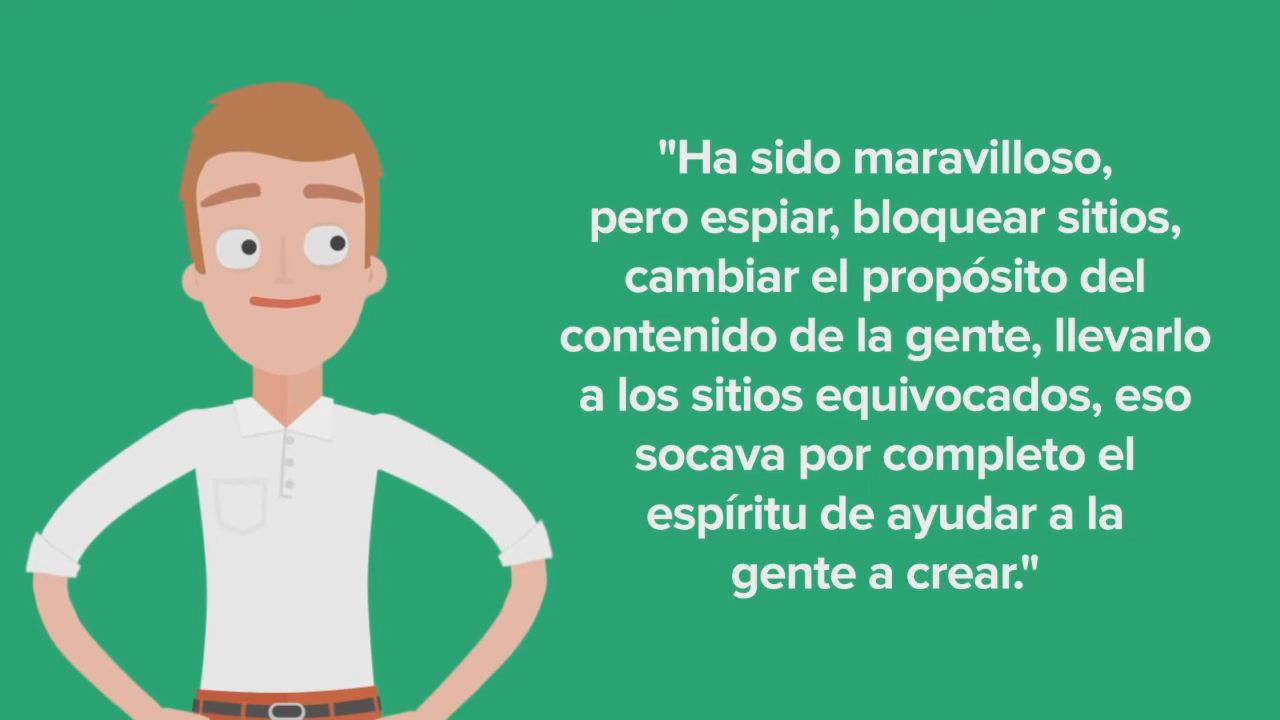 "Ha sido maravilloso,
pero espiar, bloquear sitios,
cambiar el propósito del
contenido de la gente, llevarlo
a los sitios equivocados, eso
socava por completo el
espíritu de ayudar a la
gente a crear."